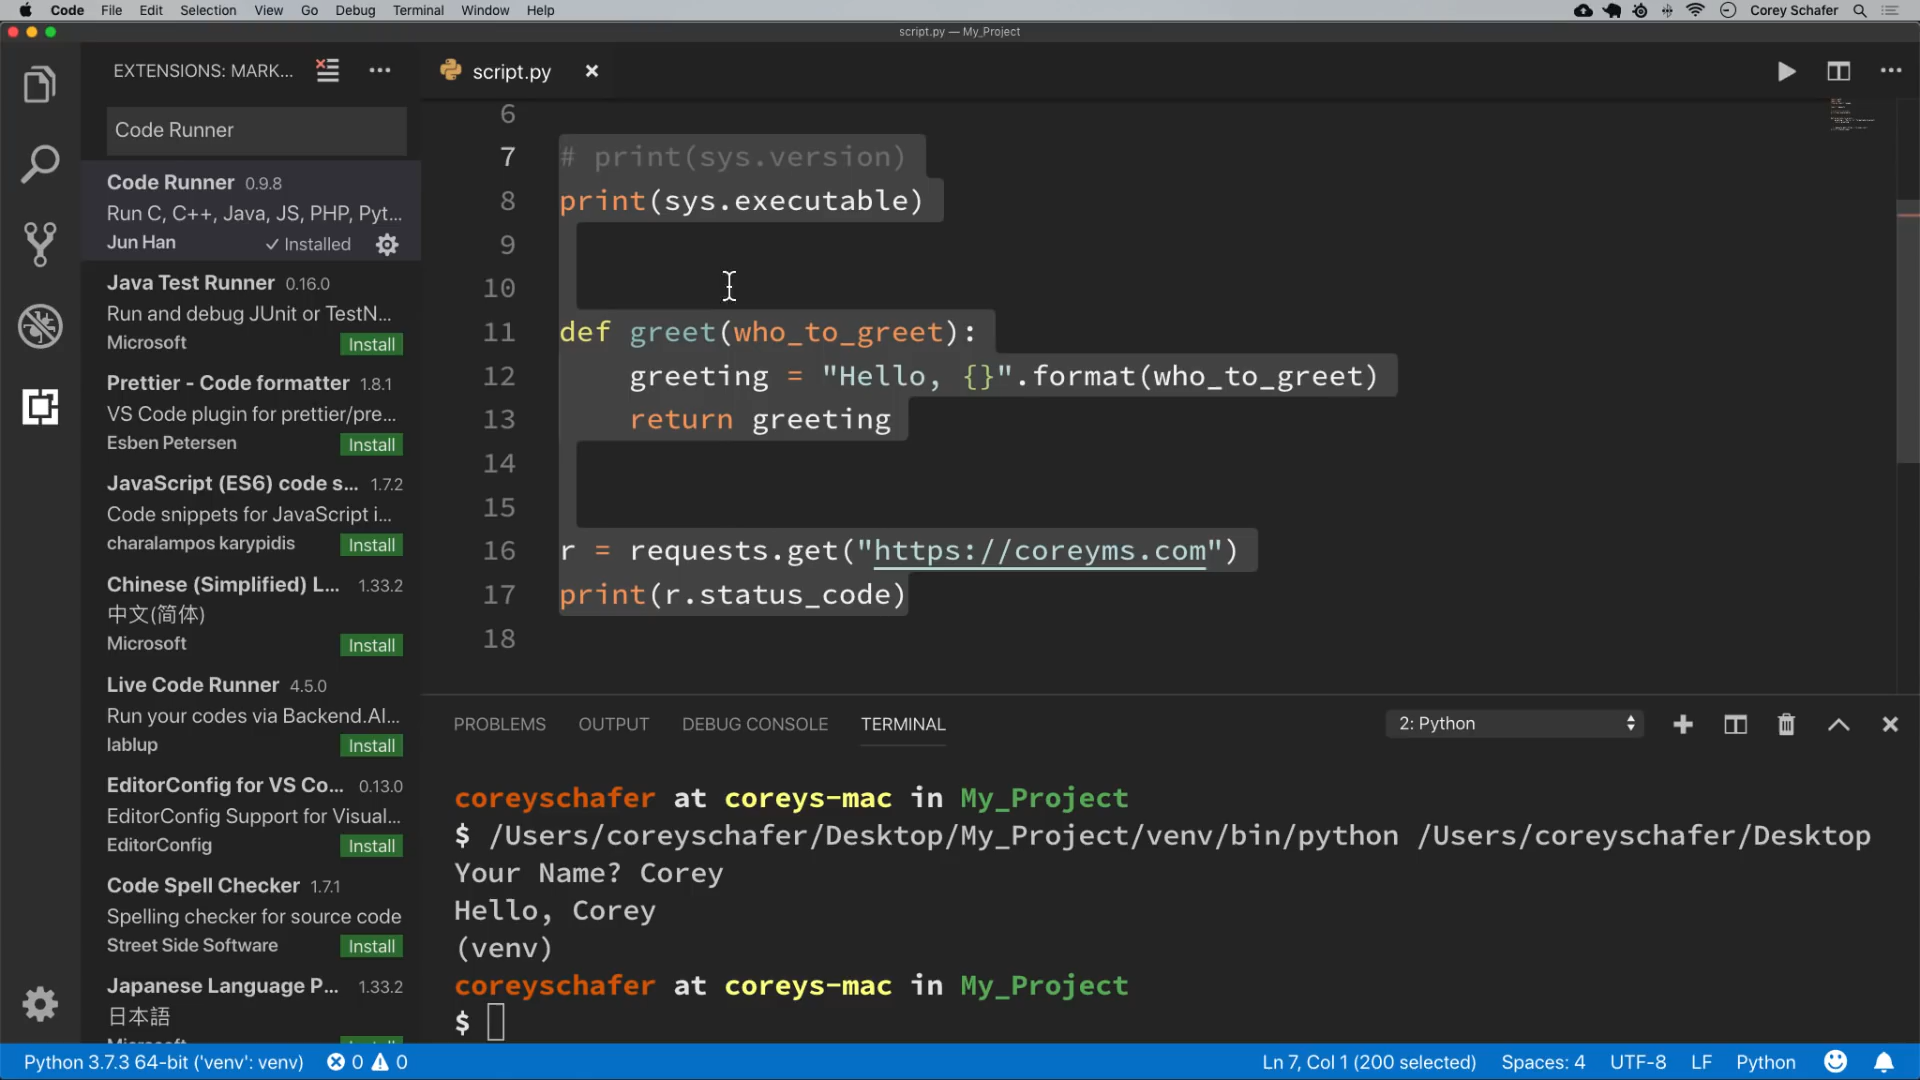 Code File Edit Selection View Go Debug Terminal Window Help Corey Schafer
script.py — My_Project
EXTENSIONS: MARK...
Code Runner
Code Runner 0.9.8
Run C, C++, Java, JS, PHP, Pyt...
Jun Han ✓ Installed
Java Test Runner 0.16.0
Run and debug JUnit or TestN...
Microsoft Install
Prettier - Code formatter 1.8.1
VS Code plugin for prettier/pre...
Esben Petersen Install
JavaScript (ES6) code s... 1.7.2
Code snippets for JavaScript i...
charalampos karypidis Install
Chinese (Simplified) L... 1.33.2
中文(简体)
Microsoft Install
Live Code Runner 4.5.0
Run your codes via Backend.AI...
lablup Install
EditorConfig for VS Co... 0.13.0
EditorConfig Support for Visual...
EditorConfig Install
Code Spell Checker 1.7.1
Spelling checker for source code
Street Side Software Install
Japanese Language P... 1.33.2
日本語
script.py ×
6
7 # print(sys.version)
8 print(sys.executable)
9
10
11 def greet(who_to_greet):
12 greeting = "Hello, {}".format(who_to_greet)
13 return greeting
14
15
16 r = requests.get("https://coreyms.com")
17 print(r.status_code)
18
PROBLEMS OUTPUT DEBUG CONSOLE TERMINAL 2: Python
coreyschafer at coreys-mac in My_Project
$ /Users/coreyschafer/Desktop/My_Project/venv/bin/python /Users/coreyschafer/Desktop
Your Name? Corey
Hello, Corey
(venv)
coreyschafer at coreys-mac in My_Project
$
Python 3.7.3 64-bit ('venv': venv) 0 0 Ln 7, Col 1 (200 selected) Spaces: 4 UTF-8 LF Python